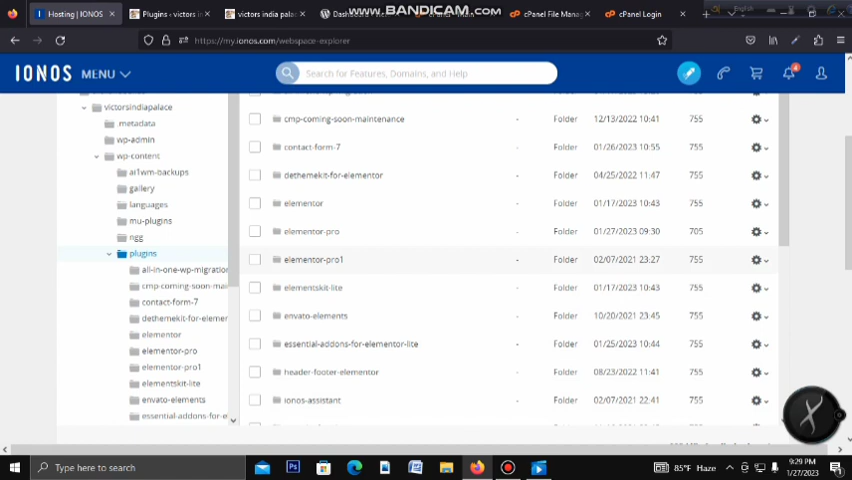 Hosting | IONOS
Plugins ‹ victors in
victors india palac
Dashboard
www.BANDICAM.com
cPanel File Mana
cPanel Login
https://my.ionos.com/webspace-explorer
IONOS MENU
Search for Features, Domains, and Help
4
victorsindiapalace
.metadata
wp-admin
wp-content
ai1wm-backups
gallery
languages
mu-plugins
ngg
plugins
all-in-one-wp-migration
cmp-coming-soon-mai
contact-form-7
dethemekit-for-elemen
elementor
elementor-pro
elementor-pro1
elementskit-lite
envato-elements
essential-addons-for-e
cmp-coming-soon-maintenance - Folder 12/13/2022 10:41 755
contact-form-7 - Folder 01/26/2023 10:55 755
dethemekit-for-elementor - Folder 04/25/2022 11:47 755
elementor - Folder 01/17/2023 10:43 755
elementor-pro - Folder 01/27/2023 09:30 705
elementor-pro1 - Folder 02/07/2021 23:27 755
elementskit-lite - Folder 01/17/2023 10:43 755
envato-elements - Folder 10/20/2021 23:45 755
essential-addons-for-elementor-lite - Folder 01/25/2023 10:44 755
header-footer-elementor - Folder 08/23/2022 11:41 755
ionos-assistant - Folder 02/07/2021 22:41 755
Type here to search
85°F Haze
9:29 PM
1/27/2023